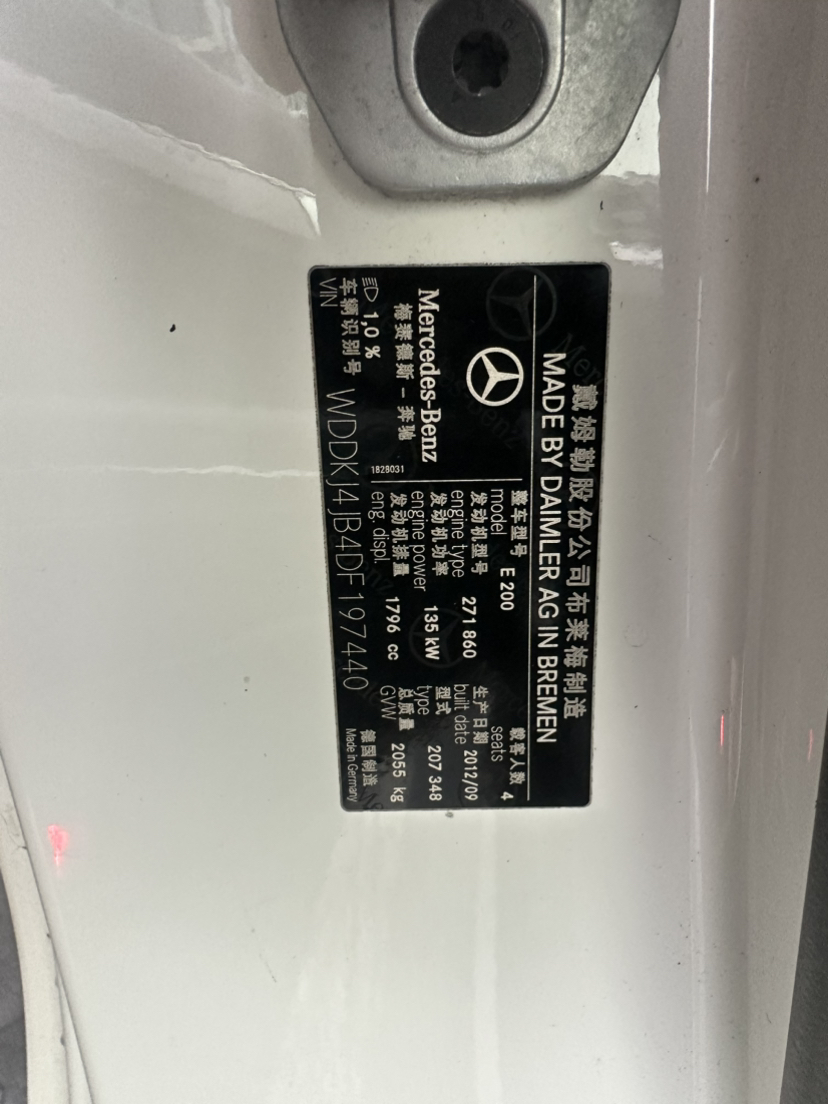 戴姆勒股份公司布莱梅制造
MADE BY DAIMLER AG IN BREMEN
Mercedes-Benz
梅赛德斯－奔驰
1,0 %
1828031
整车型号
model E 200
载客人数
seats 4
发动机型号
engine type 271 860
生产日期
built date 2012/09
发动机功率
engine power 135 kW
型式
type 207 348
发动机排量
eng. displ. 1796 cc
总质量
GVW 2055 kg
车辆识别号
VIN WDDKJ4JB4DF197440
德国制造
Made in Germany